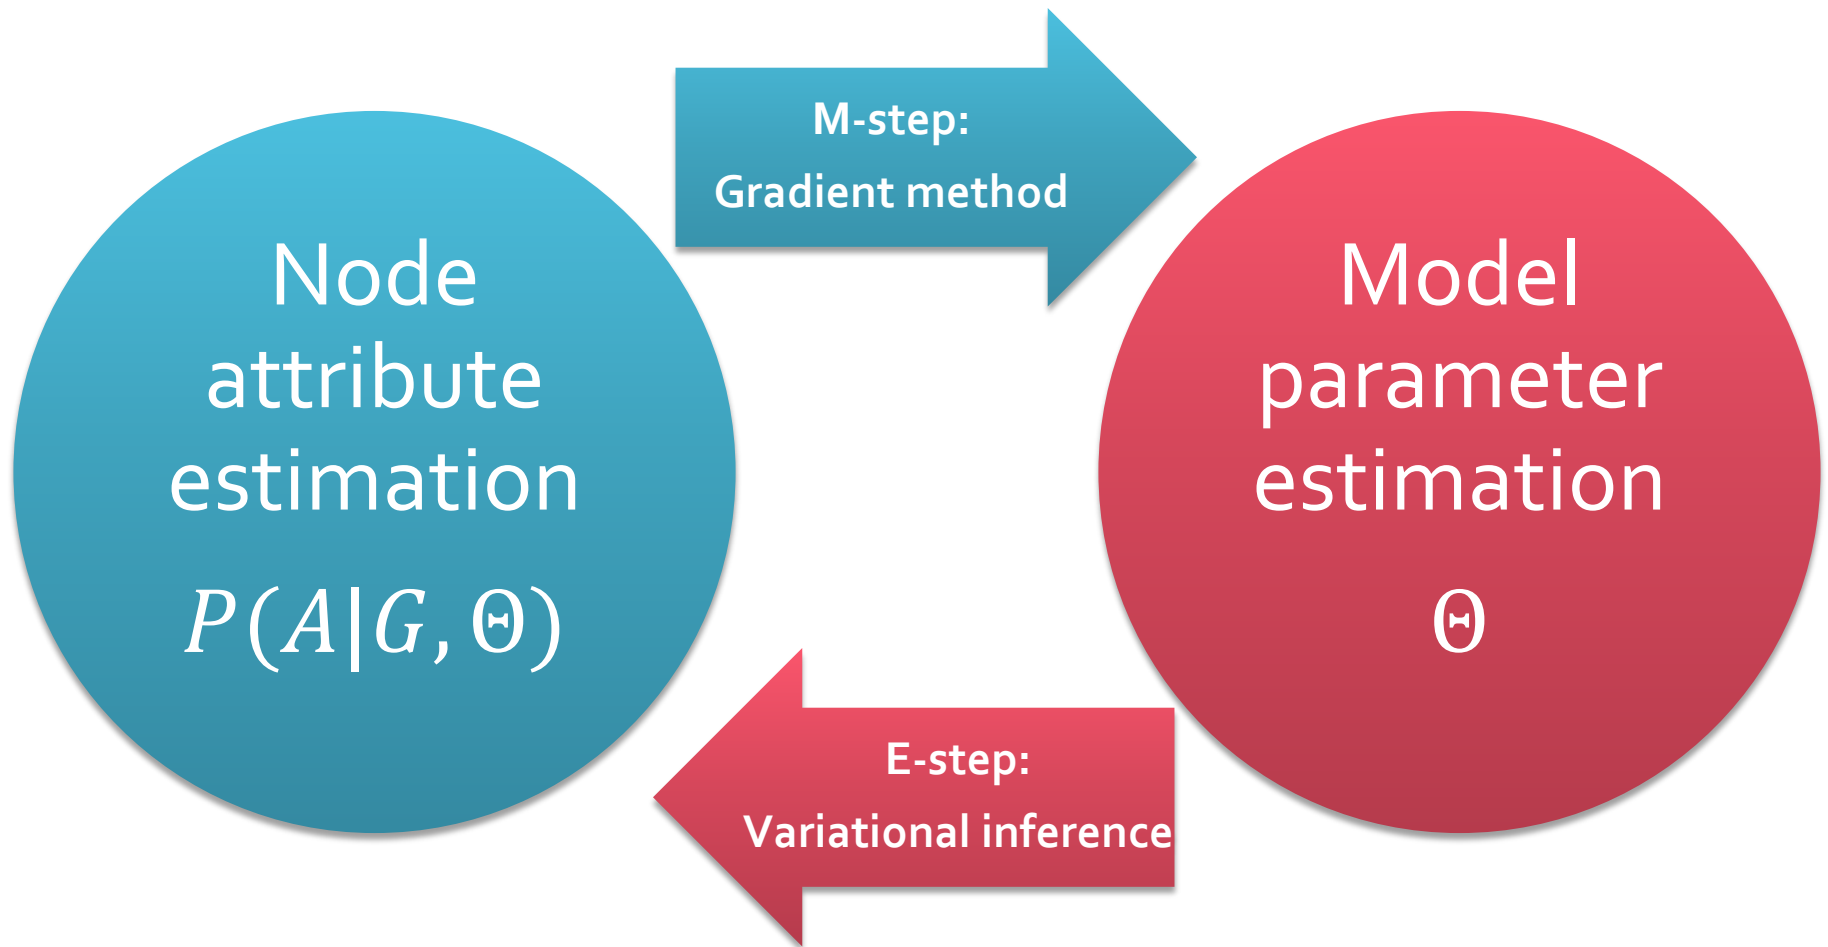 M-step:
Gradient method
Node
attribute
estimation
P(A|G, Θ)
Model
parameter
estimation
Θ
E-step:
Variational inference